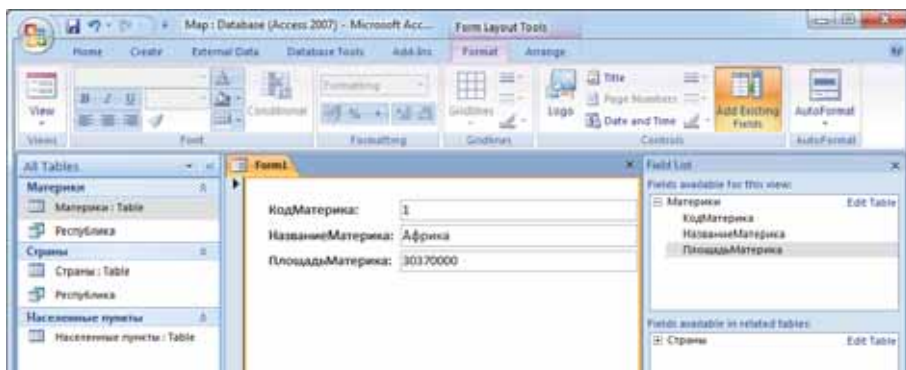 Map : Database (Access 2007) - Microsoft Acc...
Form Layout Tools
Home Create External Data Database Tools Add-Ins Format Arrange
View
Views
B I U
Font
Conditional
Formatting
Formatting
Gridlines
Gridlines
Logo
Title
Page Numbers
Date and Time
Add Existing Fields
Controls
AutoFormat
AutoFormat
All Tables
Материки
Материки : Table
Республика
Страны
Страны : Table
Республика
Населенные пункты
Населенные пункты : Table
Form1
КодМатерика: 1
НазваниеМатерика: Африка
ПлощадьМатерика: 30370000
Field List
Fields available for this view:
Материки Edit Table
КодМатерика
НазваниеМатерика
ПлощадьМатерика
Fields available in related tables:
Страны Edit Table